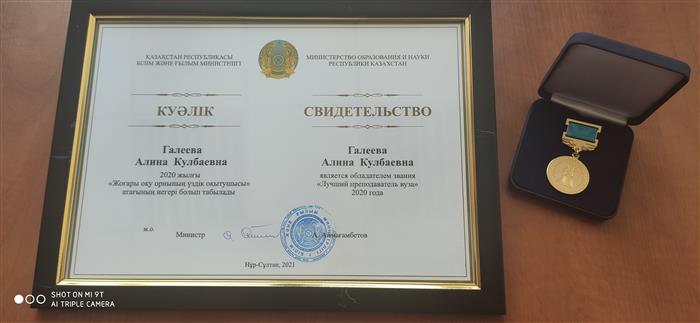 ҚАЗАҚСТАН РЕСПУБЛИКАСЫ
БІЛІМ ЖӘНЕ ҒЫЛЫМ МИНИСТРЛІГІ
КУӘЛІК
Галеева
Алина Кулбаевна
2020 жылғы
«Жоғары оқу орнының үздік оқытушысы»
атағының иегері болып табылады
м.о.
Министр
МИНИСТЕРСТВО ОБРАЗОВАНИЯ И НАУКИ
РЕСПУБЛИКИ КАЗАХСТАН
СВИДЕТЕЛЬСТВО
Галеева
Алина Кулбаевна
является обладателем звания
«Лучший преподаватель вуза»
2020 года
А. Аймағамбетов
Нұр-Сұлтан, 2021
SHOT ON MI 9T
AI TRIPLE CAMERA